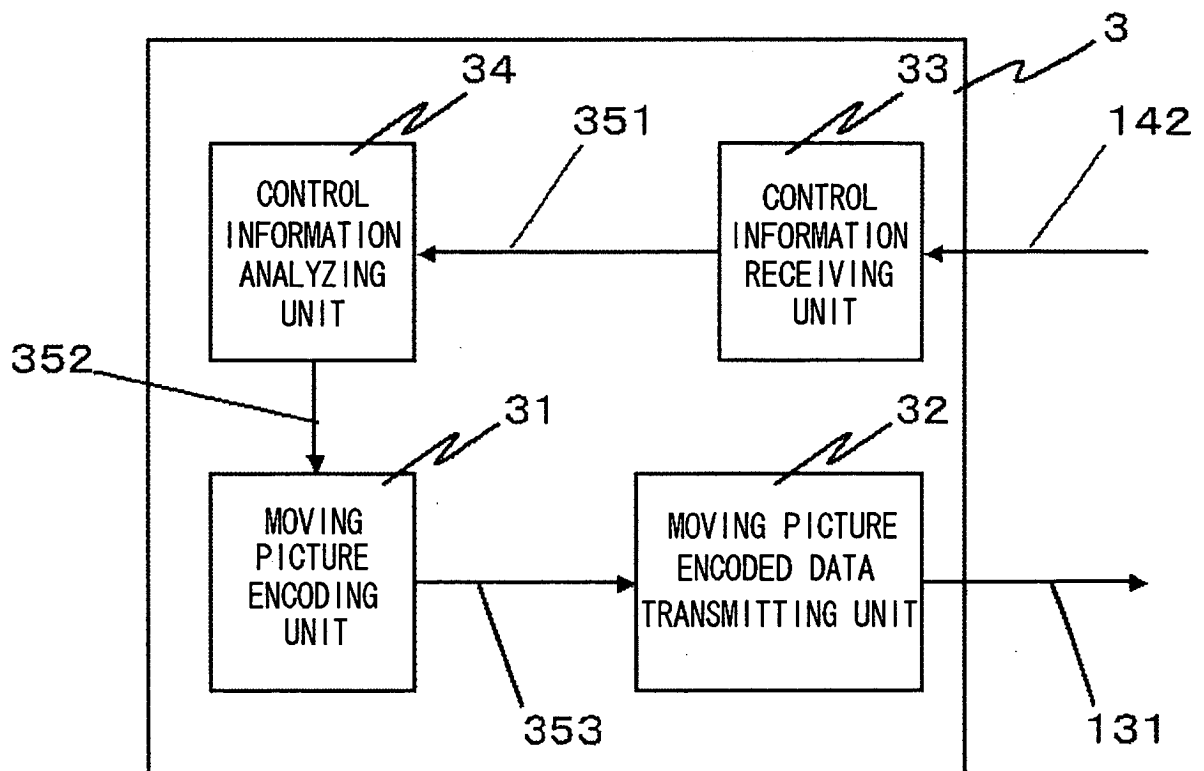 3
34
33
351
142
CONTROL
INFORMATION
ANALYZING
UNIT
CONTROL
INFORMATION
RECEIVING
UNIT
352
31
32
MOVING
PICTURE
ENCODING
UNIT
MOVING PICTURE
ENCODED DATA
TRANSMITTING UNIT
353
131